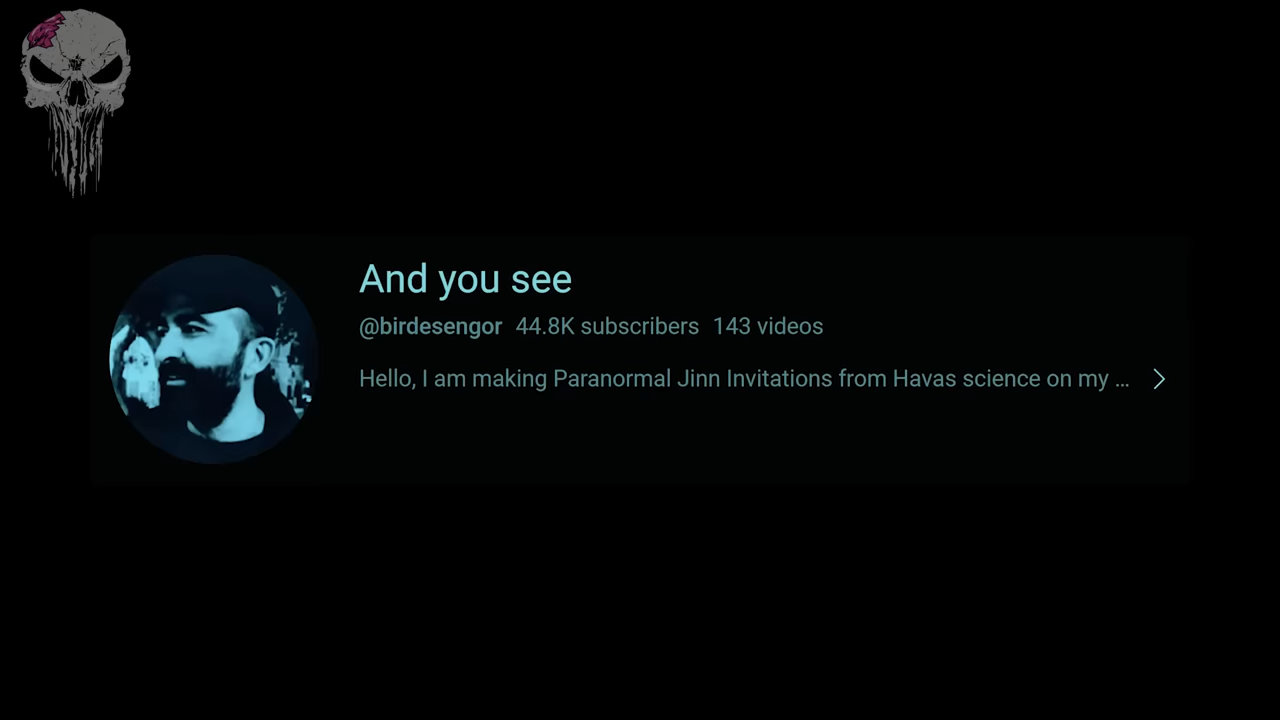 And you see
@birdesengor 44.8K subscribers 143 videos
Hello, I am making Paranormal Jinn Invitations from Havas science on my ...